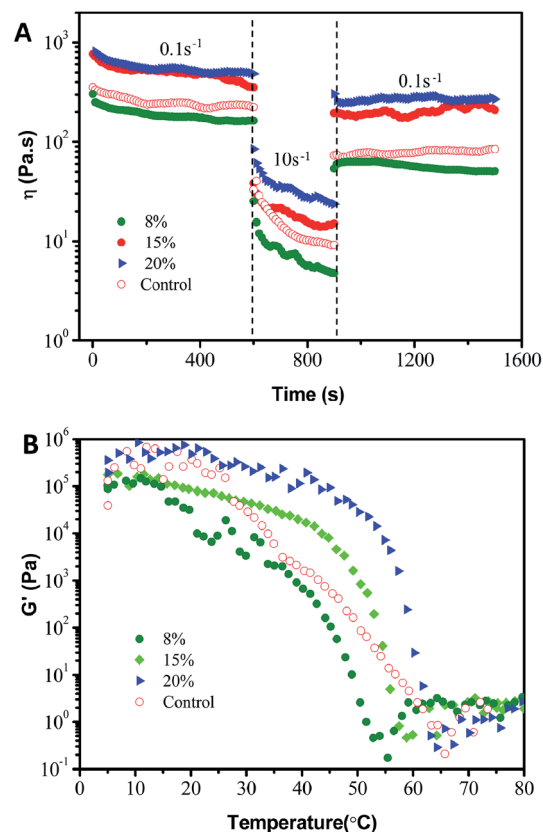 A
0.1s⁻¹
0.1s⁻¹
10s⁻¹
η (Pa.s)
10³
10²
10¹
10⁰
8%
15%
20%
Control
0
400
800
1200
1600
Time (s)
B
G' (Pa)
10⁶
10⁵
10⁴
10³
10²
10¹
10⁰
10⁻¹
8%
15%
20%
Control
0
10
20
30
40
50
60
70
80
Temperature(°C)